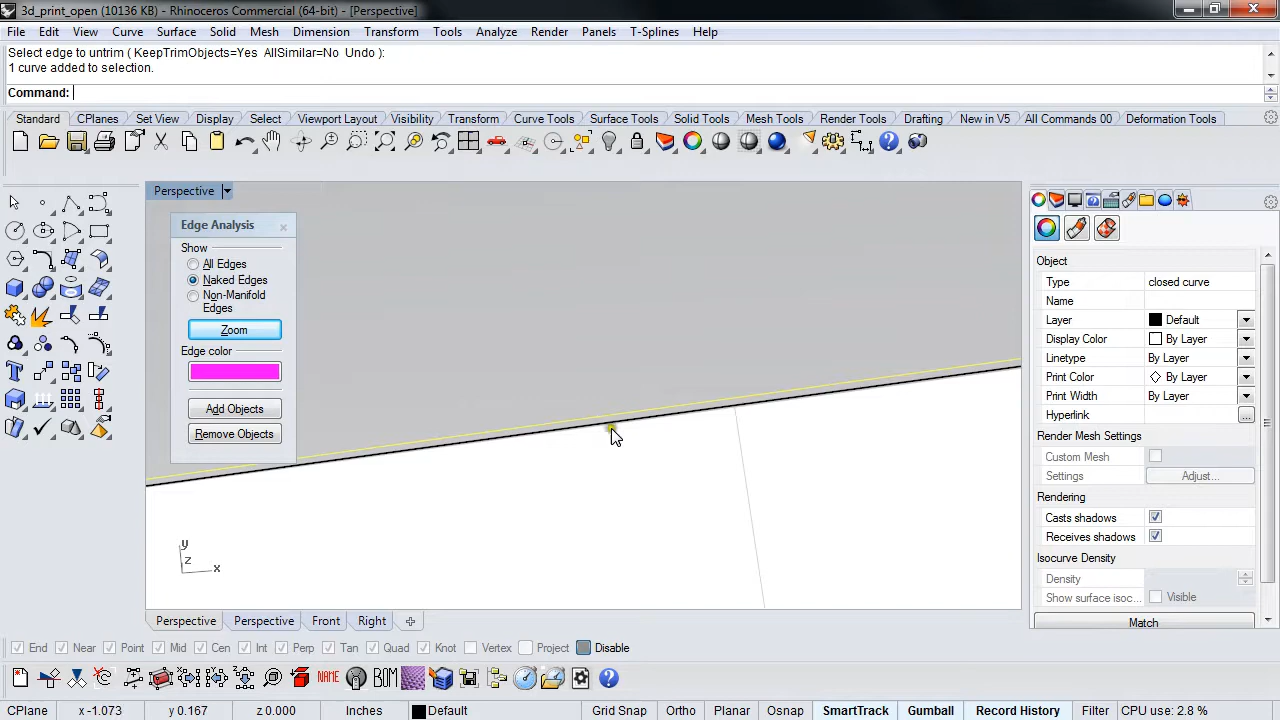 3d_print_open (10136 KB) - Rhinoceros Commercial (64-bit) - [Perspective]
File Edit View Curve Surface Solid Mesh Dimension Transform Tools Analyze Render Panels T-Splines Help
Select edge to untrim ( KeepTrimObjects=Yes AllSimilar=No Undo ):
1 curve added to selection.
Command:
Standard CPlanes Set View Display Select Viewport Layout Visibility Transform Curve Tools Surface Tools Solid Tools Mesh Tools Render Tools Drafting New in V5 All Commands 00 Deformation Tools
Perspective
Edge Analysis
Show
All Edges
Naked Edges
Non-Manifold
Edges
Zoom
Edge color
Add Objects
Remove Objects
y
z
x
Object
Type closed curve
Name
Layer Default
Display Color By Layer
Linetype By Layer
Print Color By Layer
Print Width By Layer
Hyperlink ...
Render Mesh Settings
Custom Mesh
Settings Adjust...
Rendering
Casts shadows
Receives shadows
Isocurve Density
Density
Show surface isoc... Visible
Match
Perspective Perspective Front Right
End Near Point Mid Cen Int Perp Tan Quad Knot Vertex Project Disable
NAME BOM
CPlane x -1.073 y 0.167 z 0.000 Inches Default Grid Snap Ortho Planar Osnap SmartTrack Gumball Record History Filter CPU use: 2.8 %